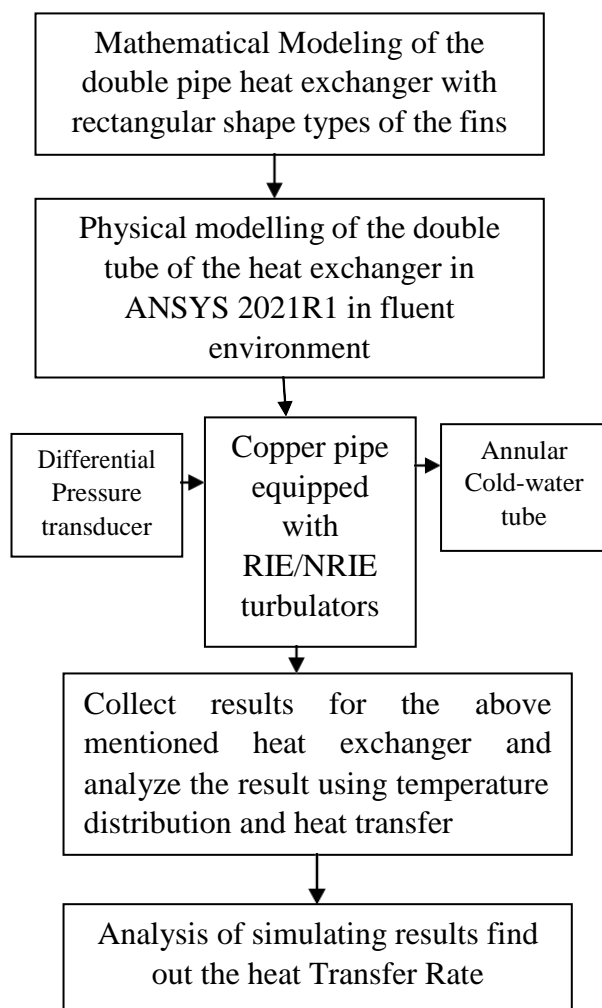 Mathematical Modeling of the
double pipe heat exchanger with
rectangular shape types of the fins
Physical modelling of the double
tube of the heat exchanger in
ANSYS 2021R1 in fluent
environment
Differential
Pressure
transducer
Copper pipe
equipped
with
RIE/NRIE
turbulators
Annular
Cold-water
tube
Collect results for the above
mentioned heat exchanger and
analyze the result using temperature
distribution and heat transfer
Analysis of simulating results find
out the heat Transfer Rate